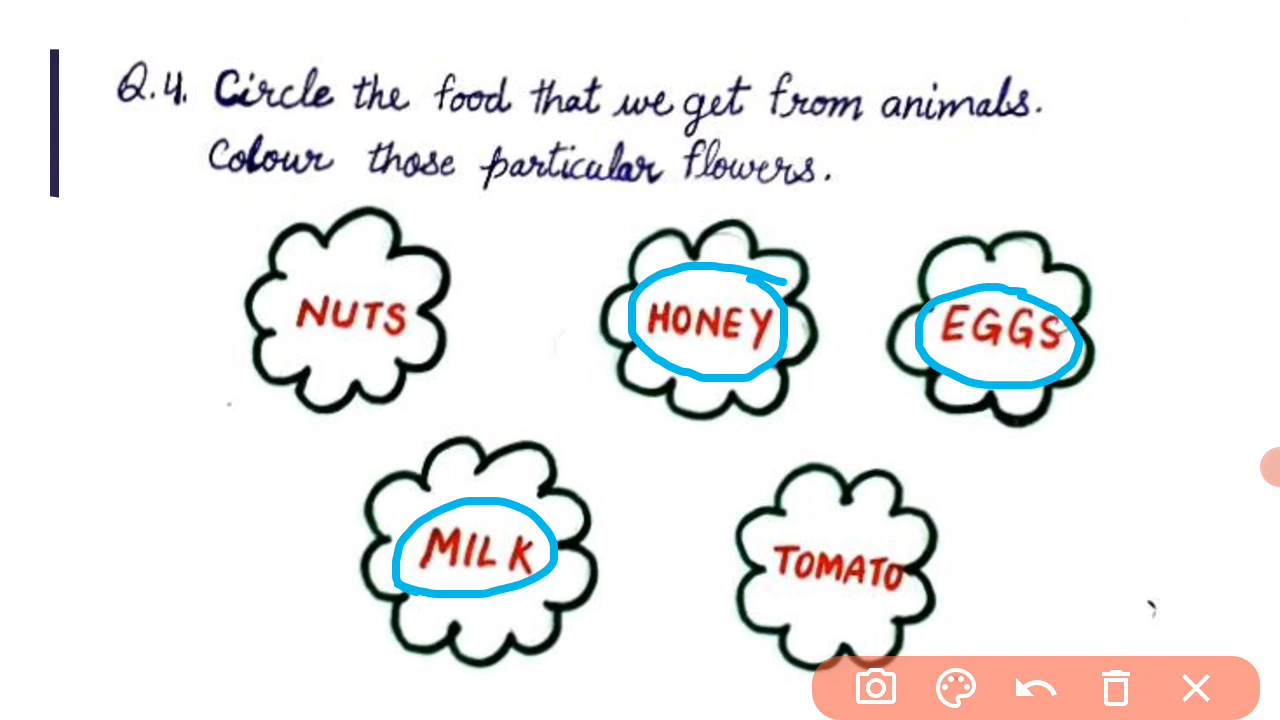 Q.4. Circle the food that we get from animals.
Colour those particular flowers.
NUTS
HONEY
EGGS
MILK
TOMATO